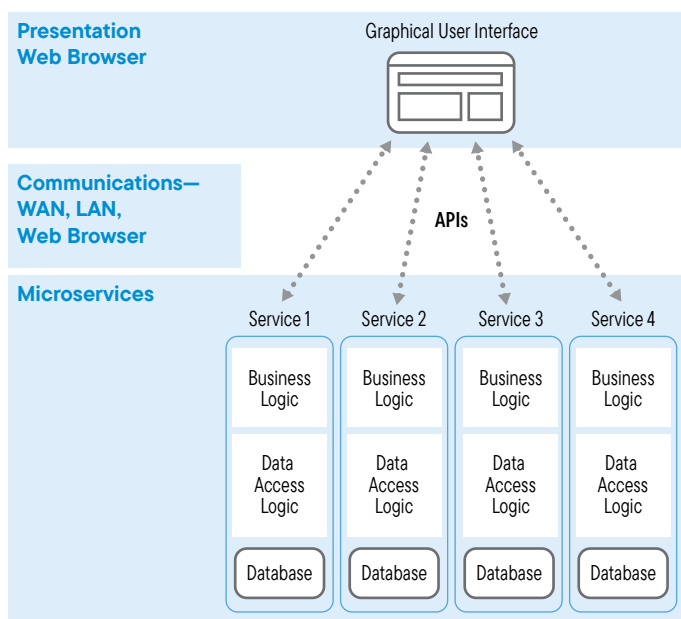 Presentation
Web Browser
Graphical User Interface
Communications—
WAN, LAN,
Web Browser
APIs
Microservices
Service 1
Service 2
Service 3
Service 4
Business
Logic
Business
Logic
Business
Logic
Business
Logic
Data
Access
Logic
Data
Access
Logic
Data
Access
Logic
Data
Access
Logic
Database
Database
Database
Database